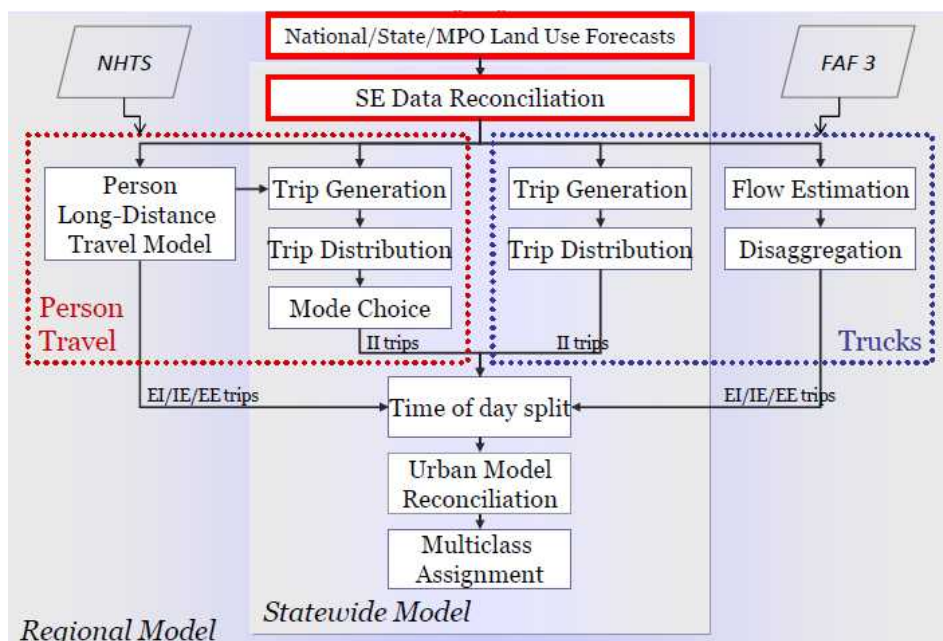 National/State/MPO Land Use Forecasts
NHTS
FAF 3
SE Data Reconciliation
Person
Long-Distance
Travel Model
Trip Generation
Trip Generation
Flow Estimation
Trip Distribution
Trip Distribution
Disaggregation
Mode Choice
Person
Travel
II trips
II trips
Trucks
EI/IE/EE trips
EI/IE/EE trips
Time of day split
Urban Model
Reconciliation
Multiclass
Assignment
Statewide Model
Regional Model